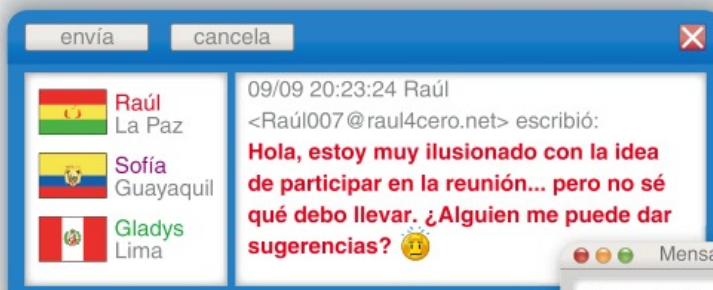 envía
cancela
Raúl
La Paz
Sofía
Guayaquil
Gladys
Lima
09/09 20:23:24 Raúl
<Raúl007@raul4cero.net> escribió:
Hola, estoy muy ilusionado con la idea
de participar en la reunión... pero no sé
qué debo llevar. ¿Alguien me puede dar
sugerencias?